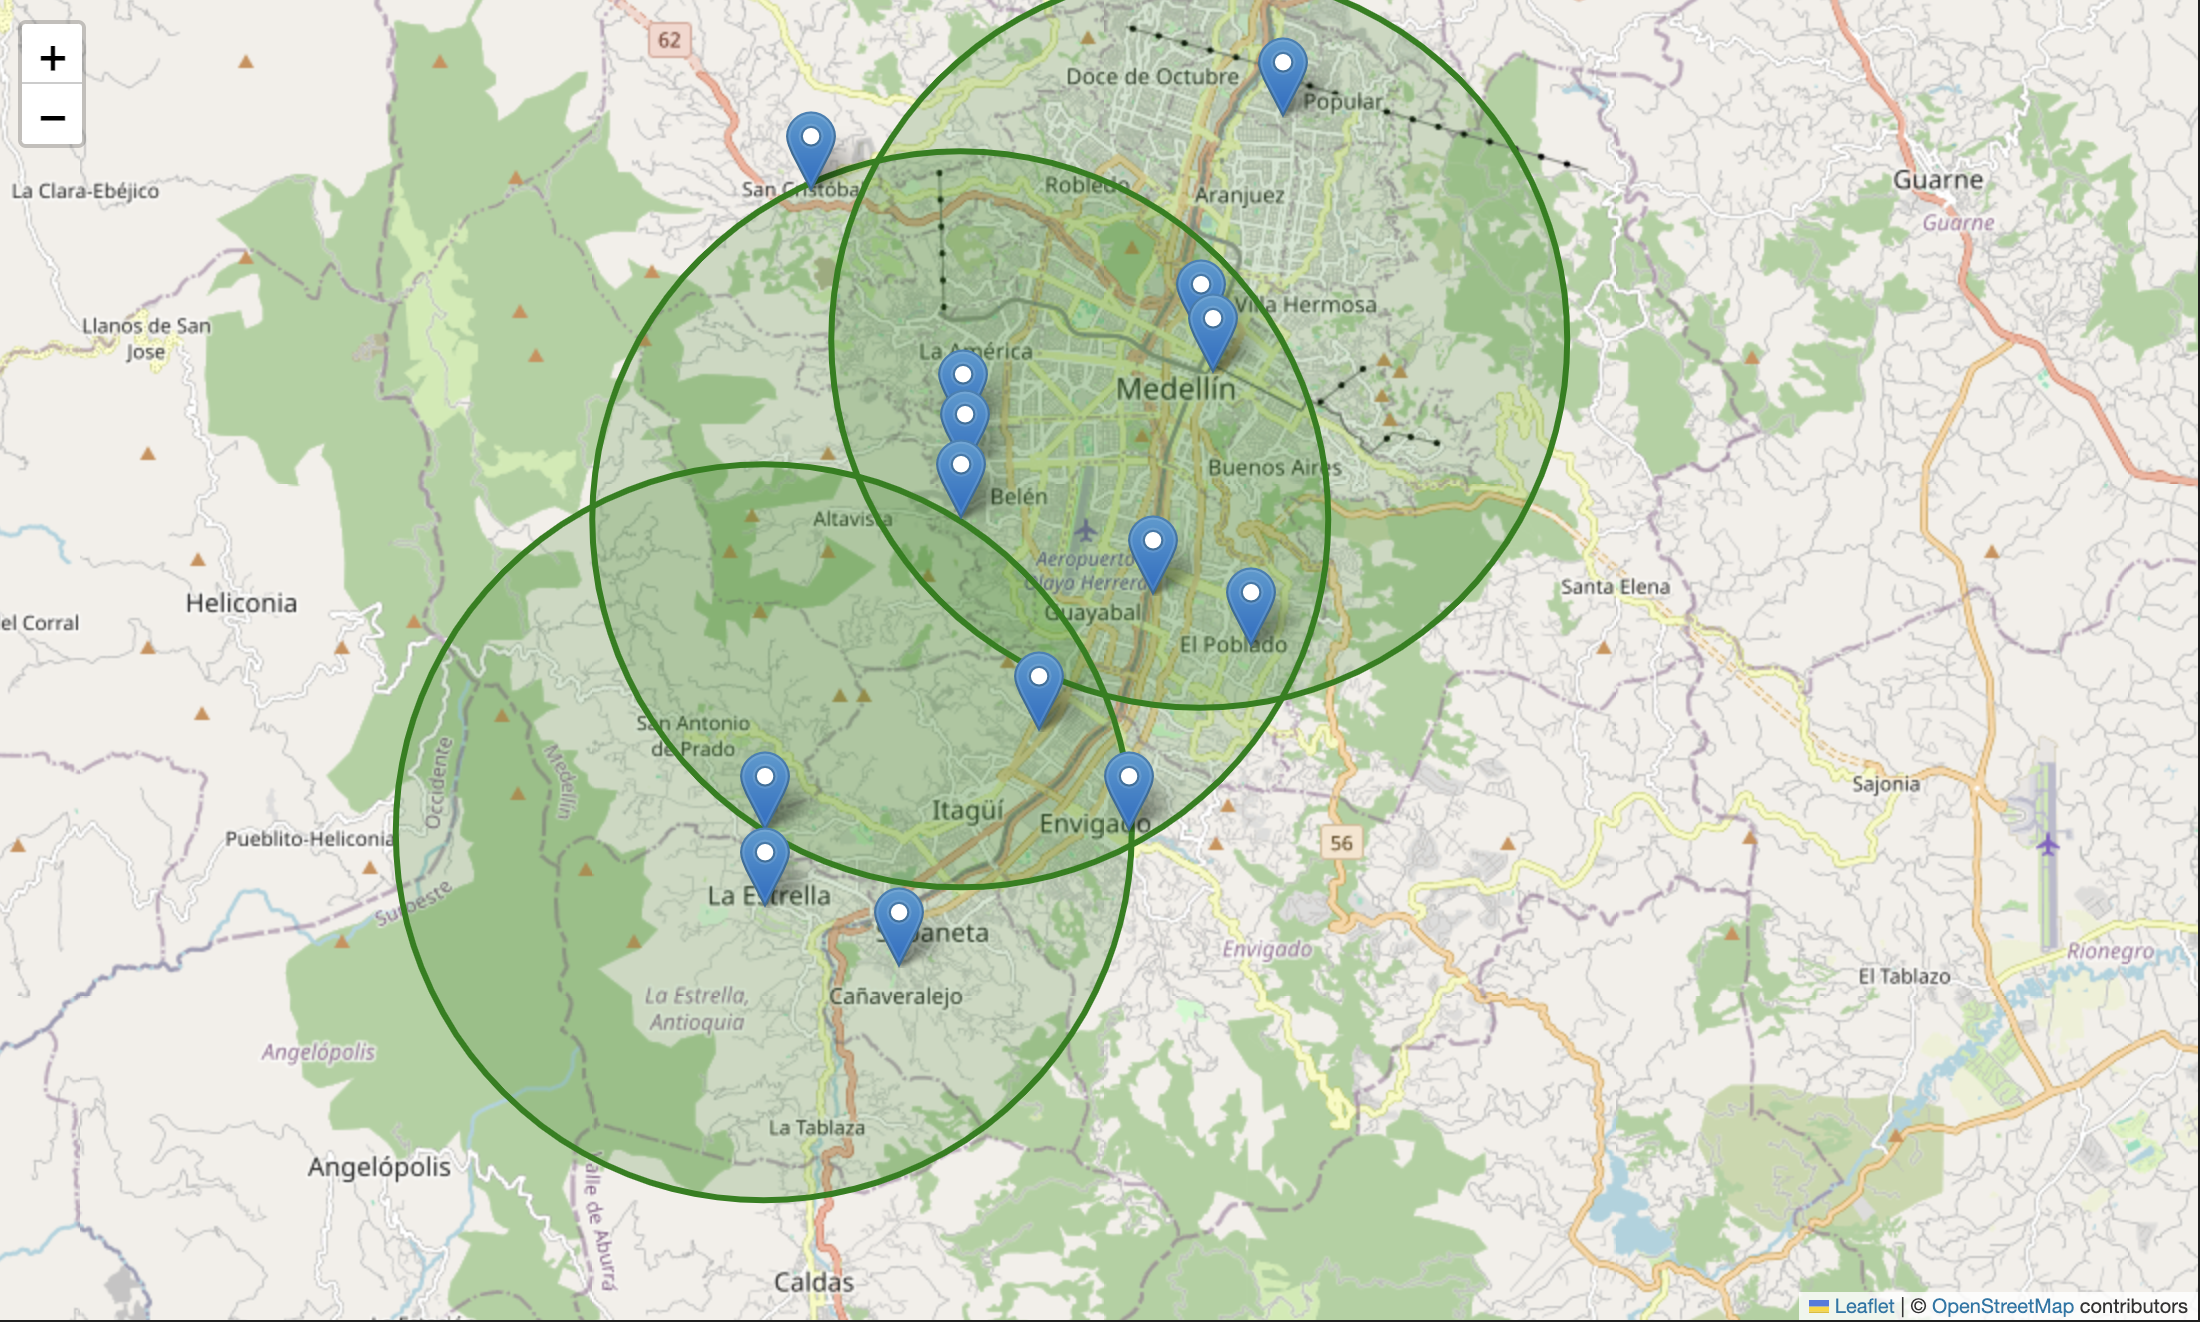 +
−
62
Doce de Octubre
Popular
La Clara-Ebéjico
Robledo
Aranjuez
Guarne
Guarne
Llanos de San
Jose
Villa Hermosa
La América
Medellín
Buenos Aires
Belén
Altavista
Aeropuerto
Olaya Herrera
Guayabal
El Poblado
Santa Elena
Heliconia
el Corral
San Antonio
de Prado
Occidente
Medellín
Itagüí
Envigado
Sajonia
Pueblito-Heliconia
56
Suroeste
La Estrella
Envigado
Rionegro
El Tablazo
La Estrella,
Antioquia
Cañaveralejo
Angelópolis
La Tablaza
Angelópolis
Valle de Aburrá
Caldas
Leaflet | © OpenStreetMap contributors